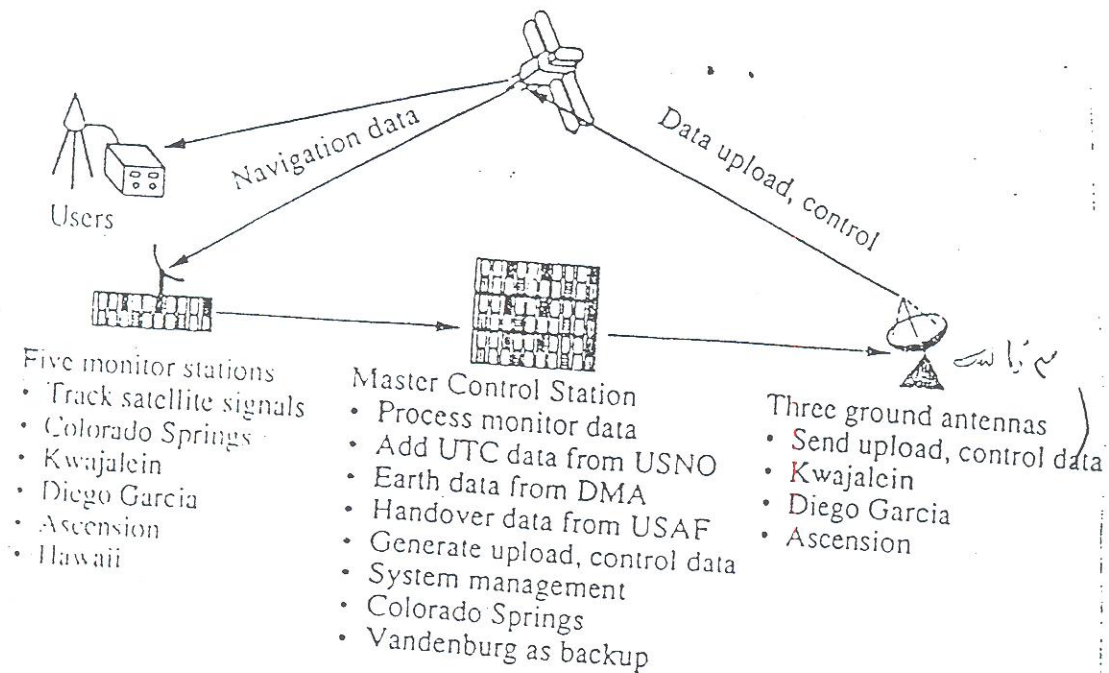 Navigation data
Data upload, control
Users
Five monitor stations
• Track satellite signals
• Colorado Springs
• Kwajalein
• Diego Garcia
• Ascension
• Hawaii
Master Control Station
• Process monitor data
• Add UTC data from USNO
• Earth data from DMA
• Handover data from USAF
• Generate upload, control data
• System management
• Colorado Springs
• Vandenburg as backup
Three ground antennas
• Send upload, control data
• Kwajalein
• Diego Garcia
• Ascension